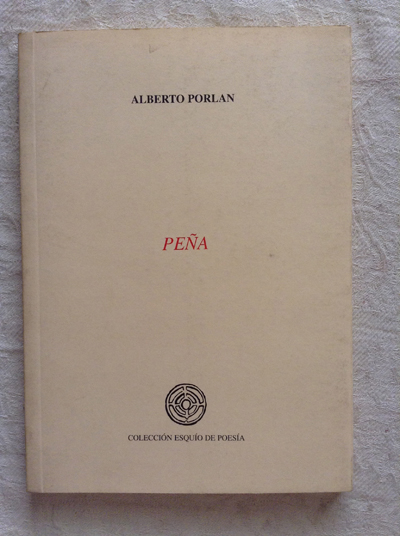 ALBERTO PORLAN
PEÑA
COLECCIÓN ESQUÍO DE POESÍA